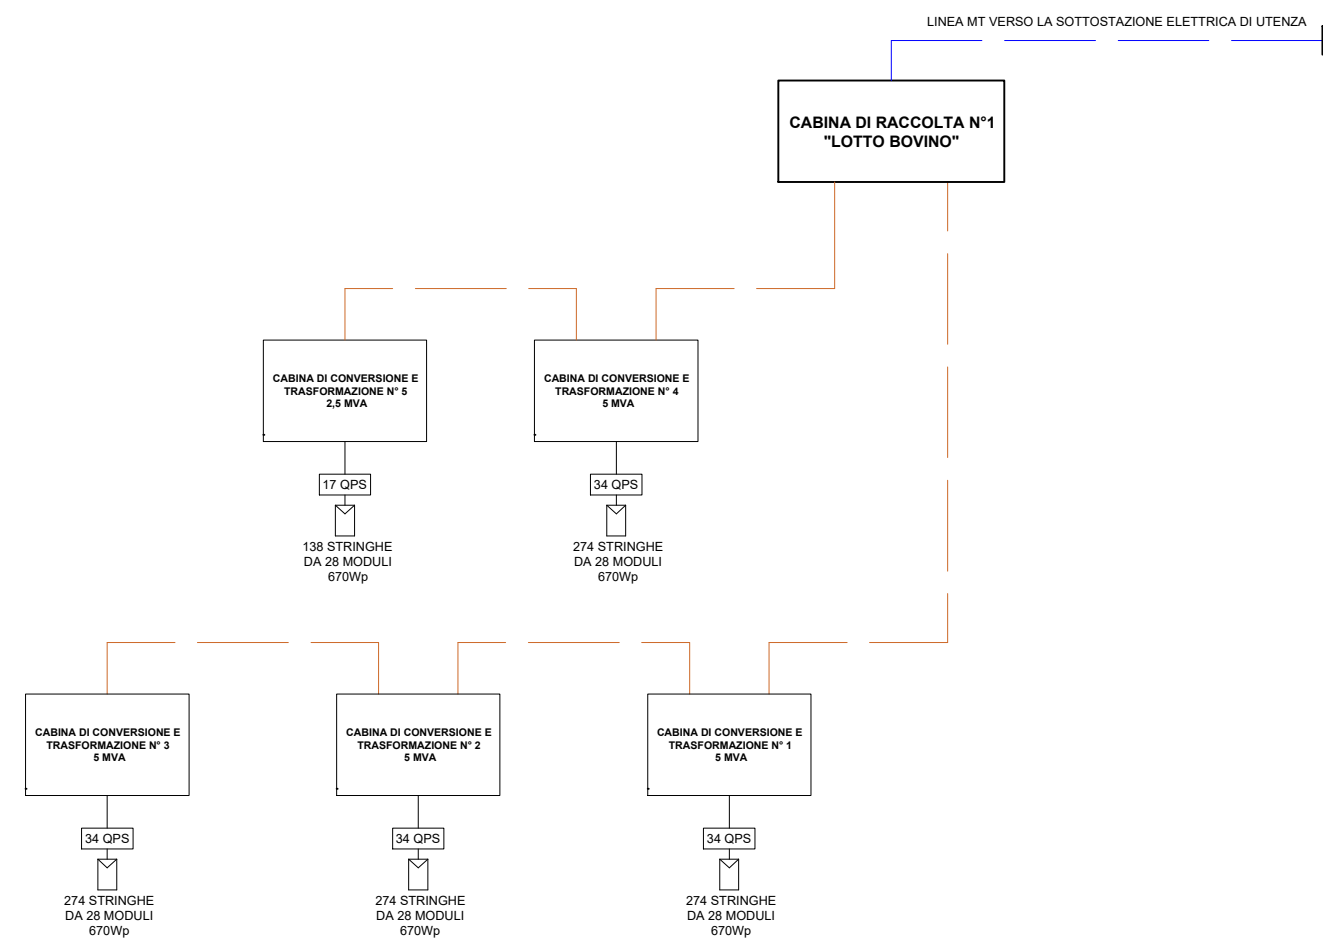 LINEA MT VERSO LA SOTTOSTAZIONE ELETTRICA DI UTENZA
CABINA DI RACCOLTA N°1
"LOTTO BOVINO"
CABINA DI CONVERSIONE E
TRASFORMAZIONE N° 5
2,5 MVA
17 QPS
138 STRINGHE
DA 28 MODULI
670Wp
CABINA DI CONVERSIONE E
TRASFORMAZIONE N° 4
5 MVA
34 QPS
274 STRINGHE
DA 28 MODULI
670Wp
CABINA DI CONVERSIONE E
TRASFORMAZIONE N° 3
5 MVA
34 QPS
274 STRINGHE
DA 28 MODULI
670Wp
CABINA DI CONVERSIONE E
TRASFORMAZIONE N° 2
5 MVA
34 QPS
274 STRINGHE
DA 28 MODULI
670Wp
CABINA DI CONVERSIONE E
TRASFORMAZIONE N° 1
5 MVA
34 QPS
274 STRINGHE
DA 28 MODULI
670Wp